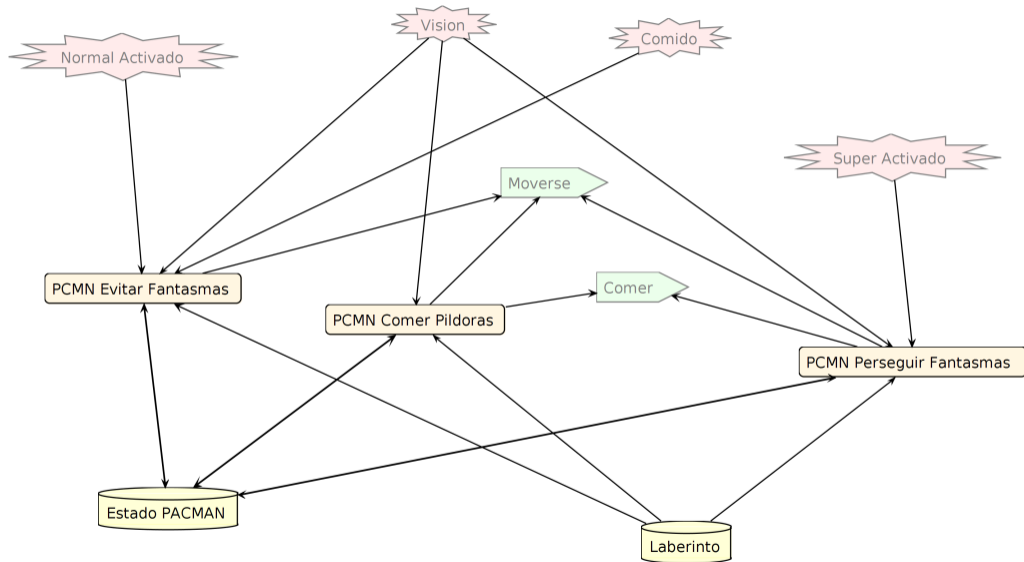 Vision
Comido
Normal Activado
Super Activado
Moverse
Comer
PCMN Evitar Fantasmas
PCMN Comer Pildoras
PCMN Perseguir Fantasmas
Estado PACMAN
Laberinto